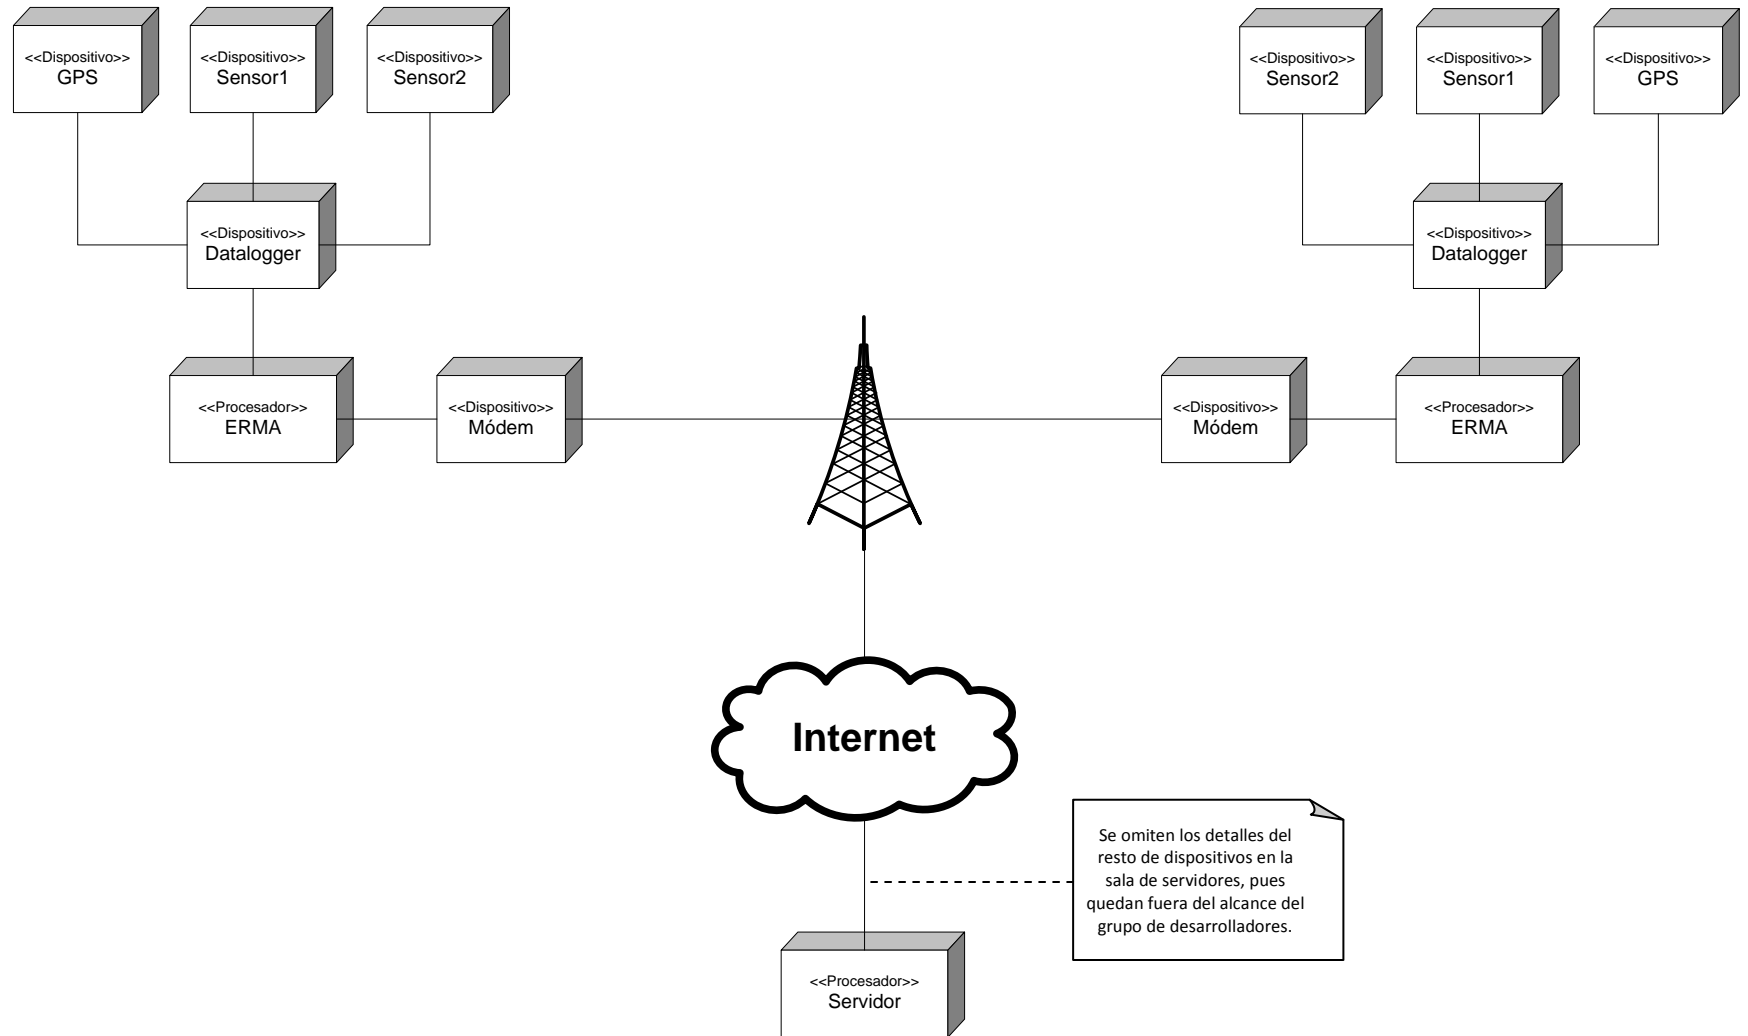 <<Dispositivo>>
GPS
<<Dispositivo>>
Sensor1
<<Dispositivo>>
Sensor2
<<Dispositivo>>
Sensor2
<<Dispositivo>>
Sensor1
<<Dispositivo>>
GPS
<<Dispositivo>>
Datalogger
<<Dispositivo>>
Datalogger
<<Procesador>>
ERMA
<<Dispositivo>>
Módem
<<Dispositivo>>
Módem
<<Procesador>>
ERMA
Internet
Se omiten los detalles del
resto de dispositivos en la
sala de servidores, pues
quedan fuera del alcance del
grupo de desarrolladores.
<<Procesador>>
Servidor